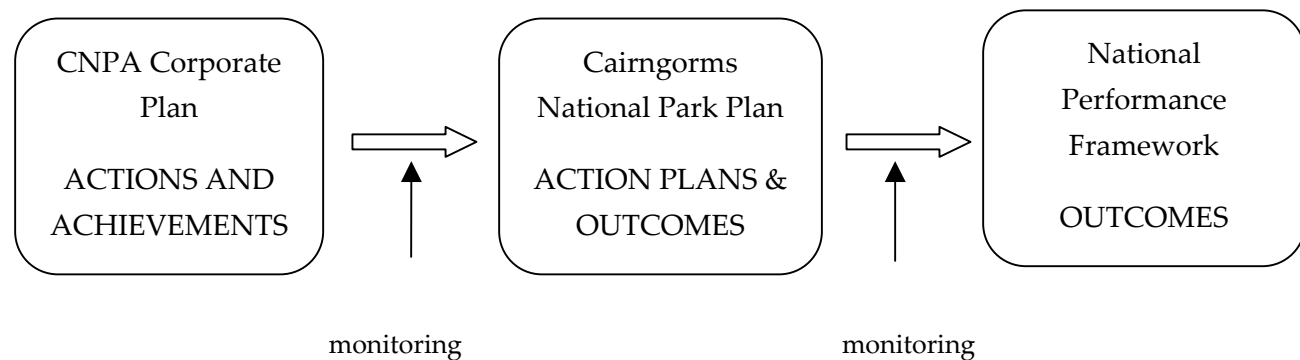 CNPA Corporate
Plan
ACTIONS AND
ACHIEVEMENTS
Cairngorms
National Park Plan
ACTION PLANS &
OUTCOMES
National
Performance
Framework
OUTCOMES
monitoring
monitoring